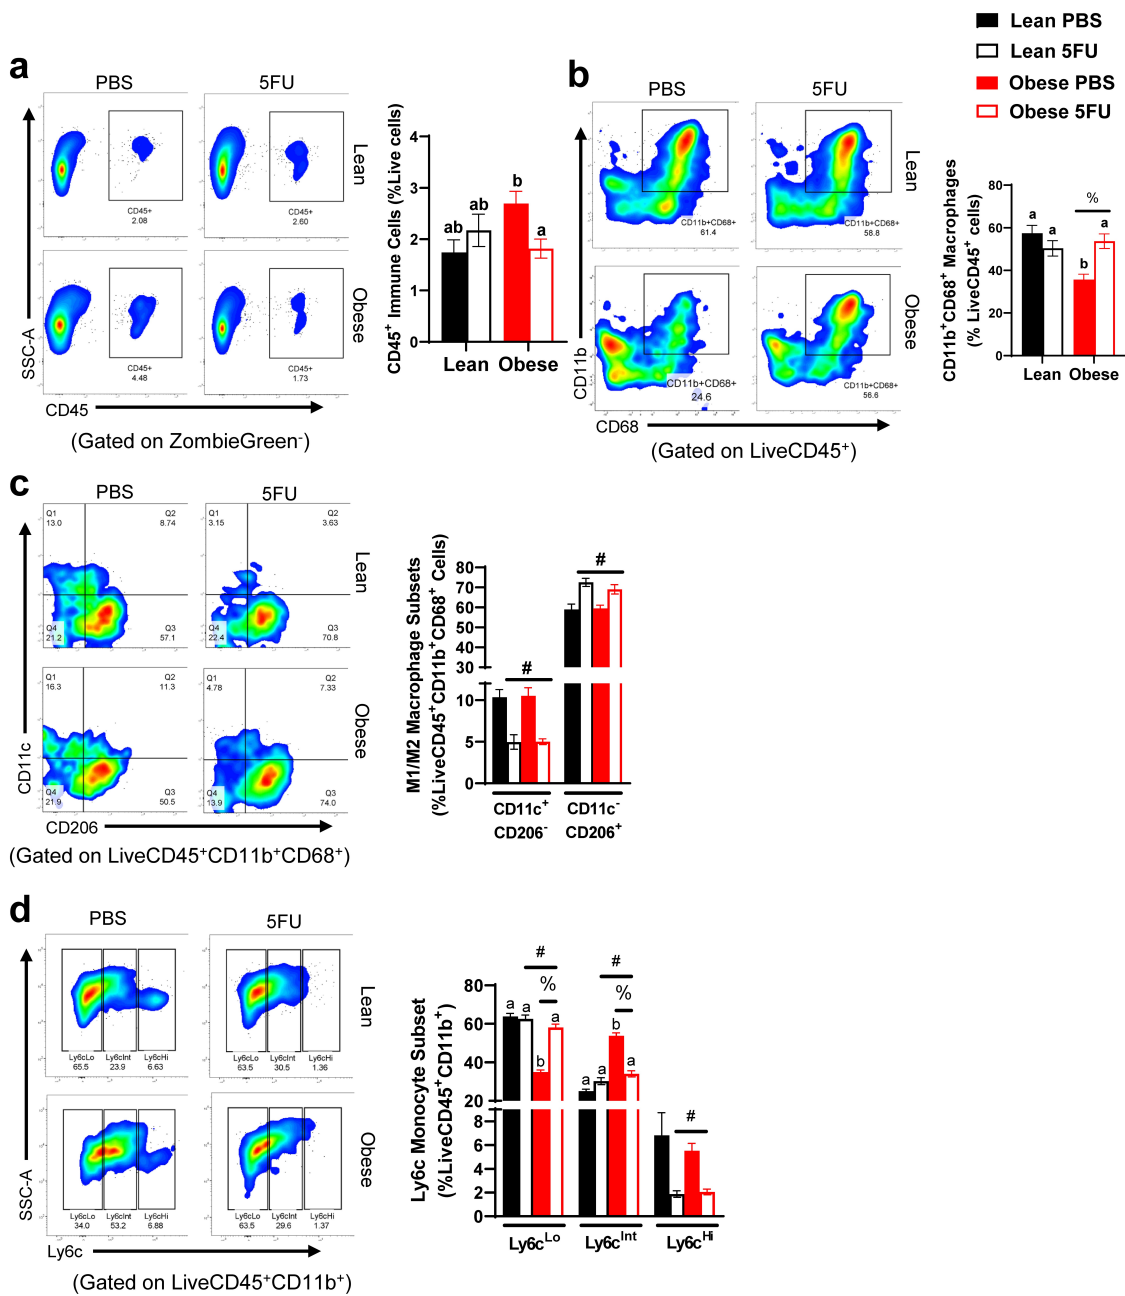 Lean PBS
Lean 5FU
Obese PBS
Obese 5FU
a
PBS
5FU
Lean
CD45+
2.08
CD45+
2.60
Obese
CD45+
4.48
CD45+
1.73
SSC-A
CD45
(Gated on ZombieGreen-)
CD45+ Immune Cells (%Live cells)
4
3
2
1
0
ab
ab
b
a
Lean
Obese
b
PBS
5FU
Lean
CD11b+CD68+
61.4
CD11b+CD68+
58.8
Obese
CD11b+CD68+
24.6
CD11b+CD68+
56.6
CD11b
CD68
(Gated on LiveCD45+)
CD11b+CD68+ Macrophages
(% LiveCD45+ cells)
80
60
40
20
0
a
a
b
a
%
Lean
Obese
c
PBS
5FU
Q1
13.0
Q2
8.74
Q4
21.2
Q3
57.1
Q1
3.15
Q2
3.63
Q4
22.4
Q3
70.8
Lean
Q1
16.3
Q2
11.3
Q4
21.9
Q3
50.5
Q1
4.78
Q2
7.33
Q4
13.9
Q3
74.0
Obese
CD11c
CD206
(Gated on LiveCD45+CD11b+CD68+)
M1/M2 Macrophage Subsets
(%LiveCD45+CD11b+CD68+ Cells)
80
70
60
50
40
30
10
5
0
#
#
CD11c+
CD206-
CD11c-
CD206+
d
PBS
5FU
Lean
Ly6cLo
65.5
Ly6cInt
23.9
Ly6cHi
6.63
Ly6cLo
63.5
Ly6cInt
30.5
Ly6cHi
1.36
Obese
Ly6cLo
34.0
Ly6cInt
53.2
Ly6cHi
6.88
Ly6cLo
63.5
Ly6cInt
29.6
Ly6cHi
1.37
SSC-A
Ly6c
(Gated on LiveCD45+CD11b+)
Ly6c Monocyte Subset
(%LiveCD45+CD11b+)
80
60
40
20
8
6
4
2
0
a
a
b
a
%
#
a
a
b
a
%
#
#
Ly6cLo
Ly6cInt
Ly6cHi